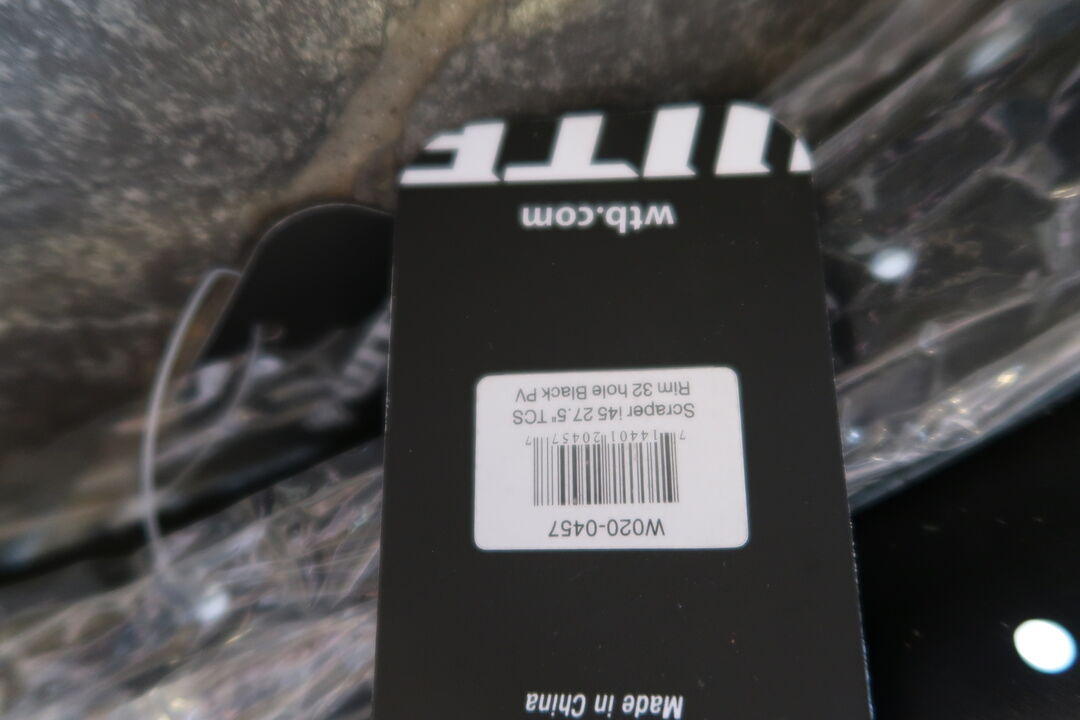 Made in China
W020-0457
7 14401 20457 7
Scraper i45 27.5" TCS
Rim 32 hole Black PV
wtb.com